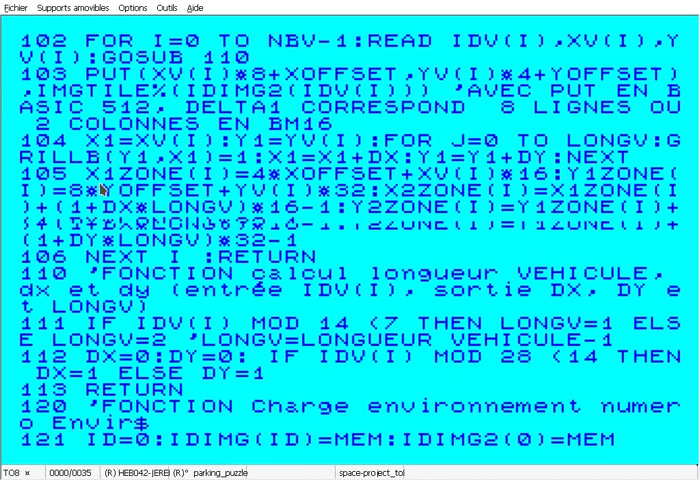 Fichier Supports amovibles Options Outils Aide
102 FOR I=0 TO NBV-1:READ IDV(I),XV(I),Y
V(I):GOSUB 110
103 PUT(XV(I)*8+XOFFSET,YV(I)*4+YOFFSET)
,IMGTILE%(IDIMG2(IDV(I))) 'AVEC PUT EN B
ASIC 512, DELTA1 CORRESPOND  8 LIGNES OU
 2 COLONNES EN BM16
104 X1=XV(I):Y1=YV(I):FOR J=0 TO LONGV:G
RILLB(Y1,X1)=1:X1=X1+DX:Y1=Y1+DY:NEXT
105 X1ZONE(I)=4*XOFFSET+XV(I)*16:Y1ZONE(
I)=8*YOFFSET+YV(I)*32:X2ZONE(I)=X1ZONE(I
)+(1+DX*LONGV)*16-1:Y2ZONE(I)=Y1ZONE(I)+
(1+DY*LONGV)*32-1
106 NEXT I :RETURN
110 'FONCTION calcul longueur VEHICULE,
dx et dy (entrée IDV(I), sortie DX, DY e
t LONGV)
111 IF IDV(I) MOD 14 <7 THEN LONGV=1 ELS
E LONGV=2 'LONGV=LONGUEUR VEHICULE-1
112 DX=0:DY=0: IF IDV(I) MOD 28 <14 THEN
 DX=1 ELSE DY=1
113 RETURN
120 'FONCTION Charge environnement numer
o Envir$
121 ID=0:IDIMG(ID)=MEM:IDIMG2(0)=MEM
TO8 × 0000/0035 (R) HEB042-|EREI (R)° parking_puzzle space-project_tol